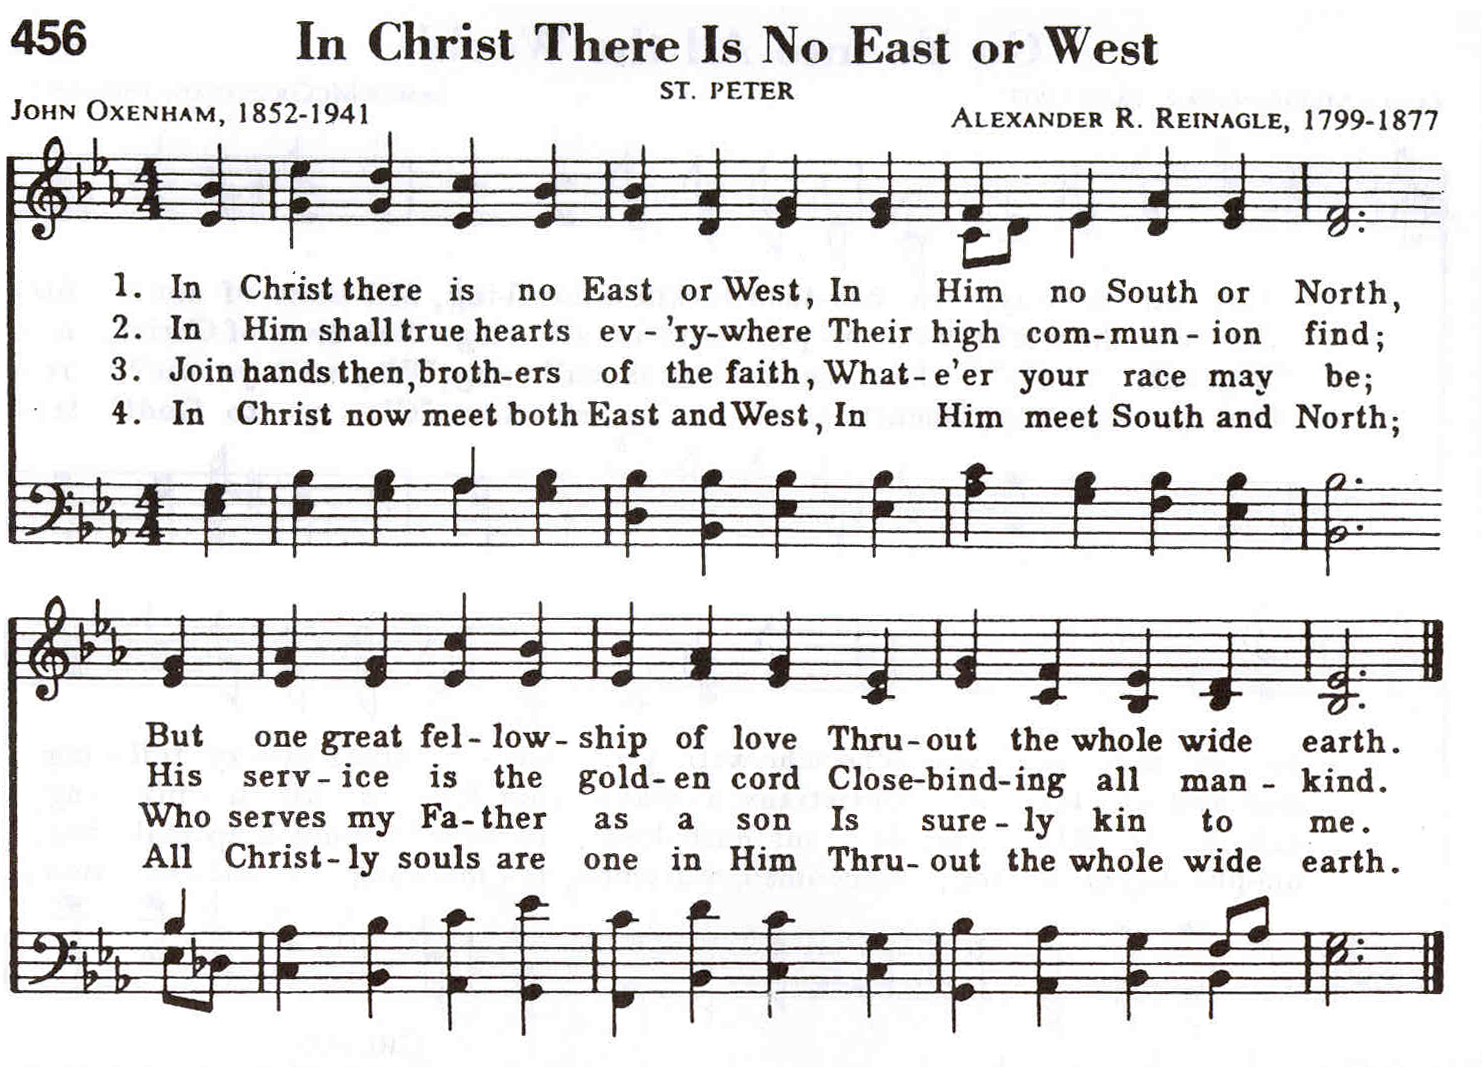 456
In Christ There Is No East or West
ST. PETER
JOHN OXENHAM, 1852-1941
ALEXANDER R. REINAGLE, 1799-1877
1. In Christ there is no East or West, In Him no South or North,
2. In Him shall true hearts ev-'ry-where Their high com-mun-ion find;
3. Join hands then, broth-ers of the faith, What-e'er your race may be;
4. In Christ now meet both East and West, In Him meet South and North;
But one great fel-low-ship of love Thru-out the whole wide earth.
His serv-ice is the gold-en cord Close-bind-ing all man-kind.
Who serves my Fa-ther as a son Is sure-ly kin to me.
All Christ-ly souls are one in Him Thru-out the whole wide earth.